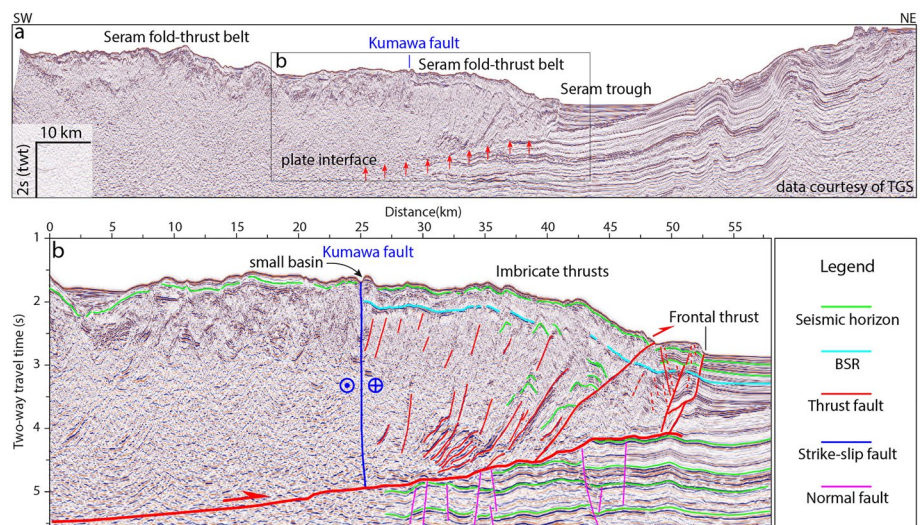 SW
NE
a
Seram fold-thrust belt
Kumawa fault
b
Seram fold-thrust belt
Seram trough
10 km
2s (twt)
plate interface
data courtesy of TGS
Distance(km)
0 5 10 15 20 25 30 35 40 45 50 55
b
Kumawa fault
small basin
Imbricate thrusts
Frontal thrust
Two-way travel time (s)
1
2
3
4
5
Legend
Seismic horizon
BSR
Thrust fault
Strike-slip fault
Normal fault